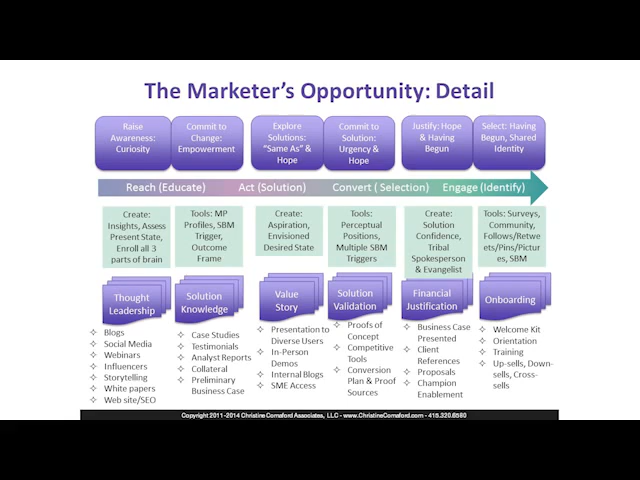 The Marketer's Opportunity: Detail
Raise
Awareness:
Curiosity
Commit to
Change:
Empowerment
Explore
Solutions:
"Same As" &
Hope
Commit to
Solution:
Urgency &
Hope
Justify: Hope
& Having
Begun
Select: Having
Begun, Shared
Identity
Reach (Educate)
Act (Solution)
Convert ( Selection)
Engage (Identify)
Create:
Insights, Assess
Present State,
Enroll all 3
parts of brain
Tools: MP
Profiles, SBM
Trigger,
Outcome
Frame
Create:
Aspiration,
Envisioned
Desired State
Tools:
Perceptual
Positions,
Multiple SBM
Triggers
Create:
Solution
Confidence,
Tribal
Spokesperson
& Evangelist
Tools: Surveys,
Community,
Follows/Retwe
ets/Pins/Pictur
es, SBM
Thought
Leadership
Solution
Knowledge
Value
Story
Solution
Validation
Financial
Justification
Onboarding
❖ Blogs
❖ Social Media
❖ Webinars
❖ Influencers
❖ Storytelling
❖ White papers
❖ Web site/SEO
❖ Case Studies
❖ Testimonials
❖ Analyst Reports
❖ Collateral
❖ Preliminary
Business Case
❖ Presentation to
Diverse Users
❖ In-Person
Demos
❖ Internal Blogs
❖ SME Access
❖ Proofs of
Concept
❖ Competitive
Tools
❖ Conversion
Plan & Proof
Sources
❖ Business Case
Presented
❖ Client
References
❖ Proposals
❖ Champion
Enablement
❖ Welcome Kit
❖ Orientation
❖ Training
❖ Up-sells, Down-
sells, Cross-
sells
Copyright 2011-2014 Christine Comaford Associates, LLC - www.ChristineComaford.com - 415.320.6580